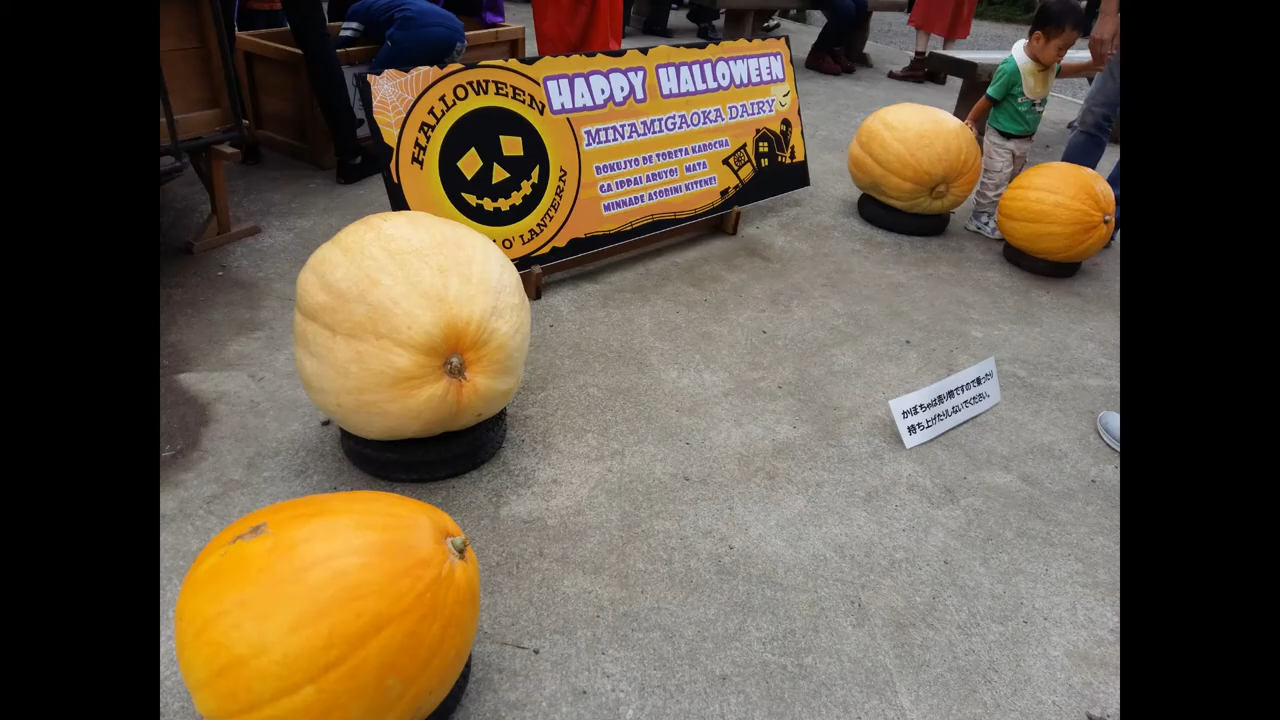 HALLOWEEN
O' LANTERN
HAPPY HALLOWEEN
MINAMIGAOKA DAIRY
BOKUJYO DE TORETA KABOCHA
GA IPPAI ARUYO! MATA
MINNADE ASOBINI KITENE!
かぼちゃは売り物ですので乗ったり
持ち上げたりしないでください。